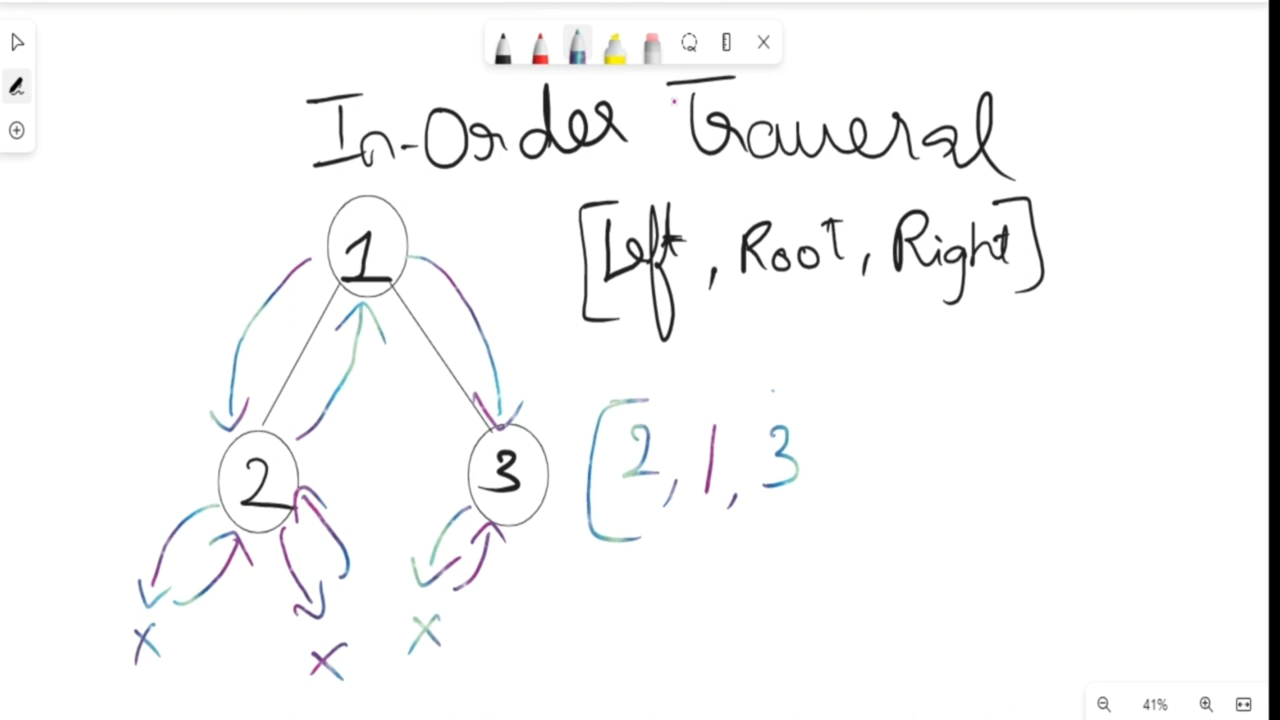 In-Order Traversal
[Left, Root, Right]
1
2
3
[2, 1, 3
x
x
x
41%